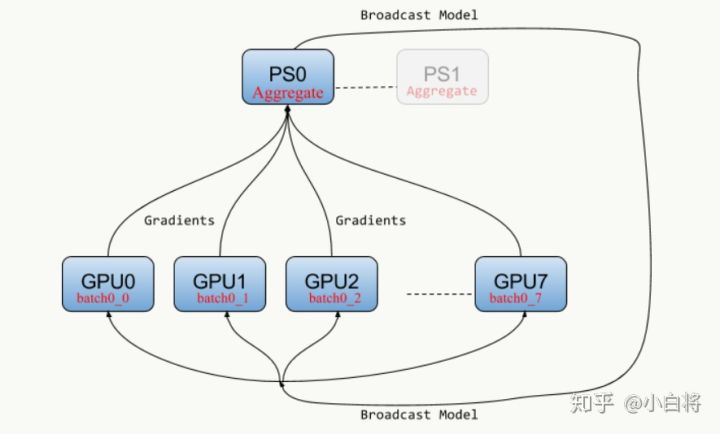 Broadcast Model
PS0
Aggregate
PS1
Aggregate
Gradients
Gradients
GPU0
batch0_0
GPU1
batch0_1
GPU2
batch0_2
GPU7
batch0_7
Broadcast Model
知乎 @小白将